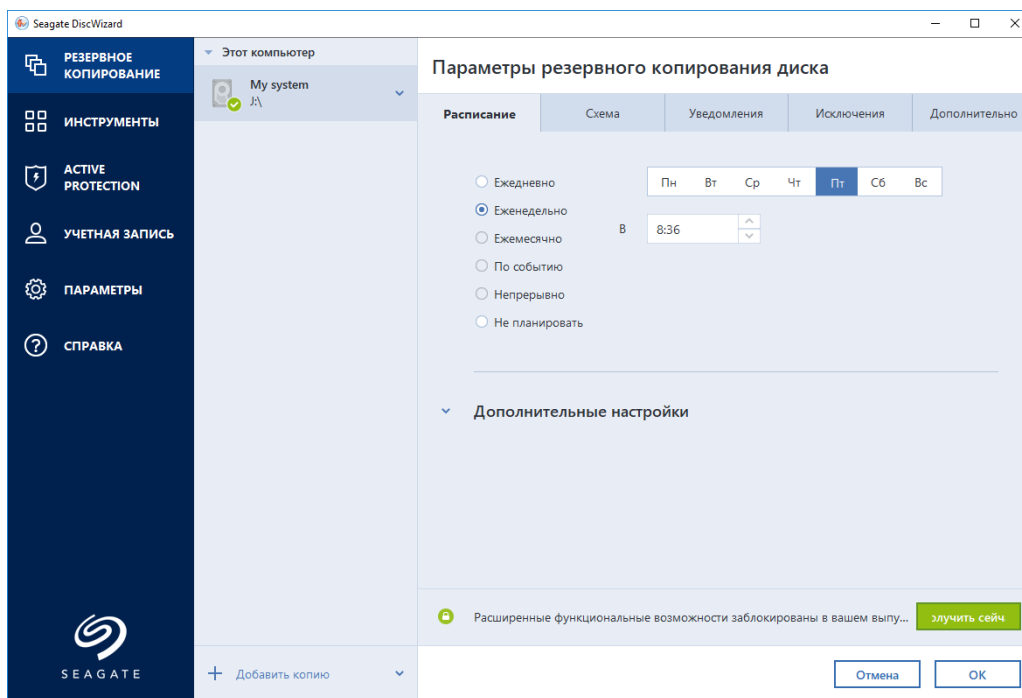 Seagate DiscWizard
РЕЗЕРВНОЕ
КОПИРОВАНИЕ
ИНСТРУМЕНТЫ
ACTIVE
PROTECTION
УЧЕТНАЯ ЗАПИСЬ
ПАРАМЕТРЫ
СПРАВКА
SEAGATE
Этот компьютер
My system
J:\
Добавить копию
Параметры резервного копирования диска
Расписание Схема Уведомления Исключения Дополнительно
Ежедневно
Еженедельно
Ежемесячно
По событию
Непрерывно
Не планировать
Пн Вт Ср Чт Пт Сб Вс
В 8:36
Дополнительные настройки
Расширенные функциональные возможности заблокированы в вашем выпу...
олучить сейч
Отмена OK